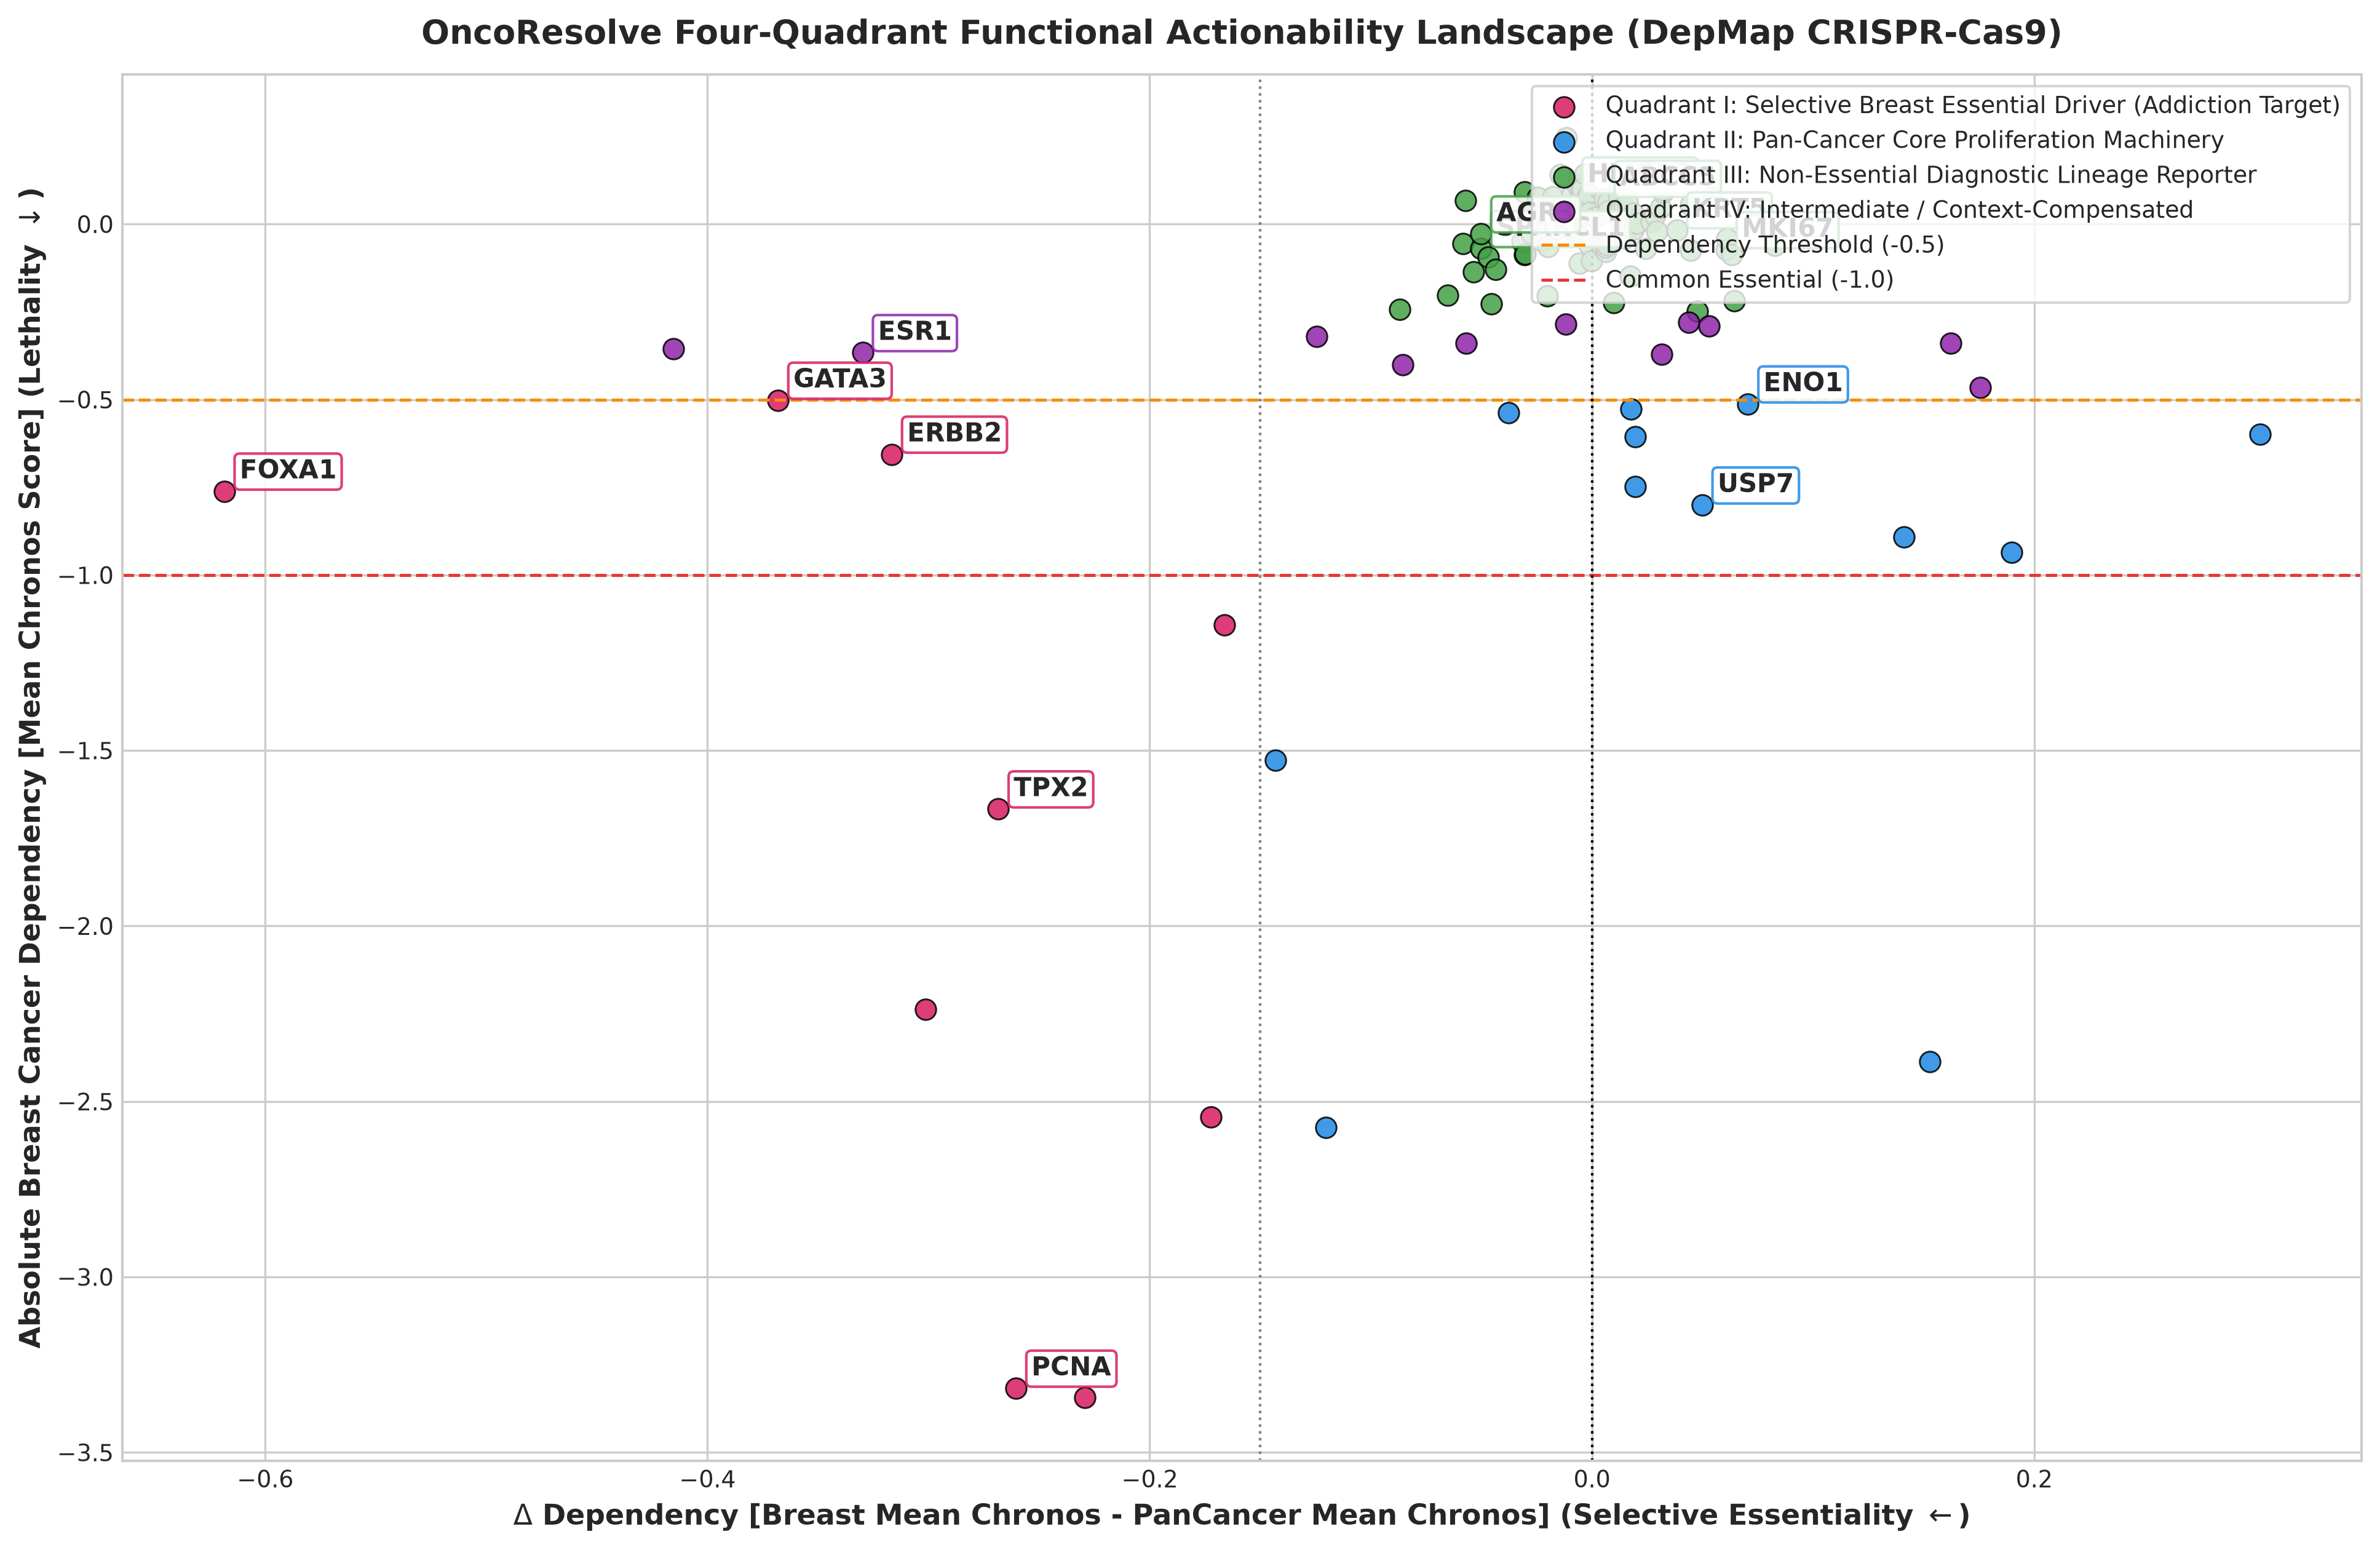 OncoResolve Four-Quadrant Functional Actionability Landscape (DepMap CRISPR-Cas9)
Absolute Breast Cancer Dependency [Mean Chronos Score] (Lethality ↓)
0.0
−0.5
−1.0
−1.5
−2.0
−2.5
−3.0
−3.5
Quadrant I: Selective Breast Essential Driver (Addiction Target)
Quadrant II: Pan-Cancer Core Proliferation Machinery
Quadrant III: Non-Essential Diagnostic Lineage Reporter
Quadrant IV: Intermediate / Context-Compensated
Dependency Threshold (-0.5)
Common Essential (-1.0)
KRT5
MKI67
ESR1
GATA3
ENO1
ERBB2
FOXA1
USP7
TPX2
PCNA
−0.6
−0.4
−0.2
0.0
0.2
Δ Dependency [Breast Mean Chronos - PanCancer Mean Chronos] (Selective Essentiality ←)